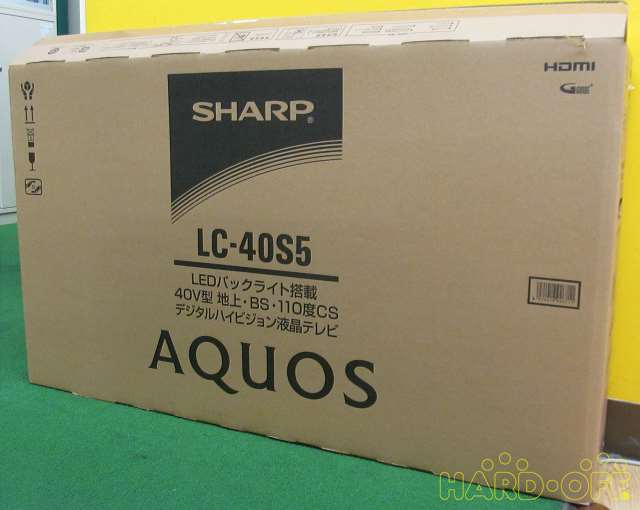 HDMI
SHARP
LC-40S5
LEDバックライト搭載
40V型 地上・BS・110度CS
デジタルハイビジョン液晶テレビ
AQUOS
HARD-OFF